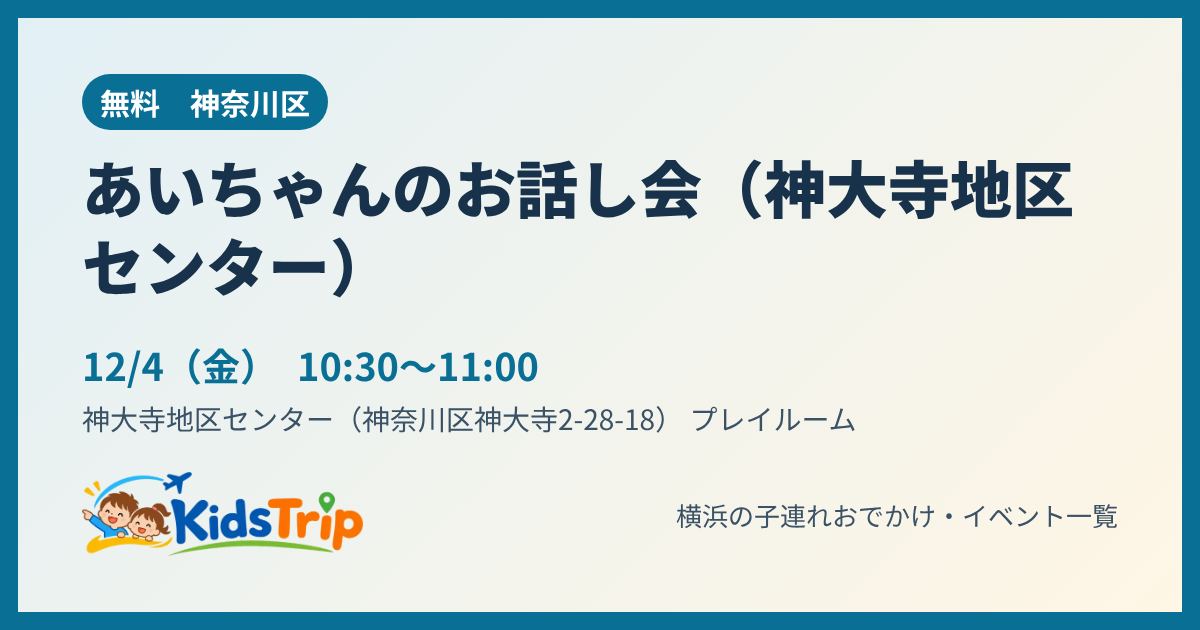 無料　神奈川区
あいちゃんのお話し会（神大寺地区
センター）
12/4（金）　10:30〜11:00
神大寺地区センター（神奈川区神大寺2-28-18） プレイルーム
KidsTrip
横浜の子連れおでかけ・イベント一覧